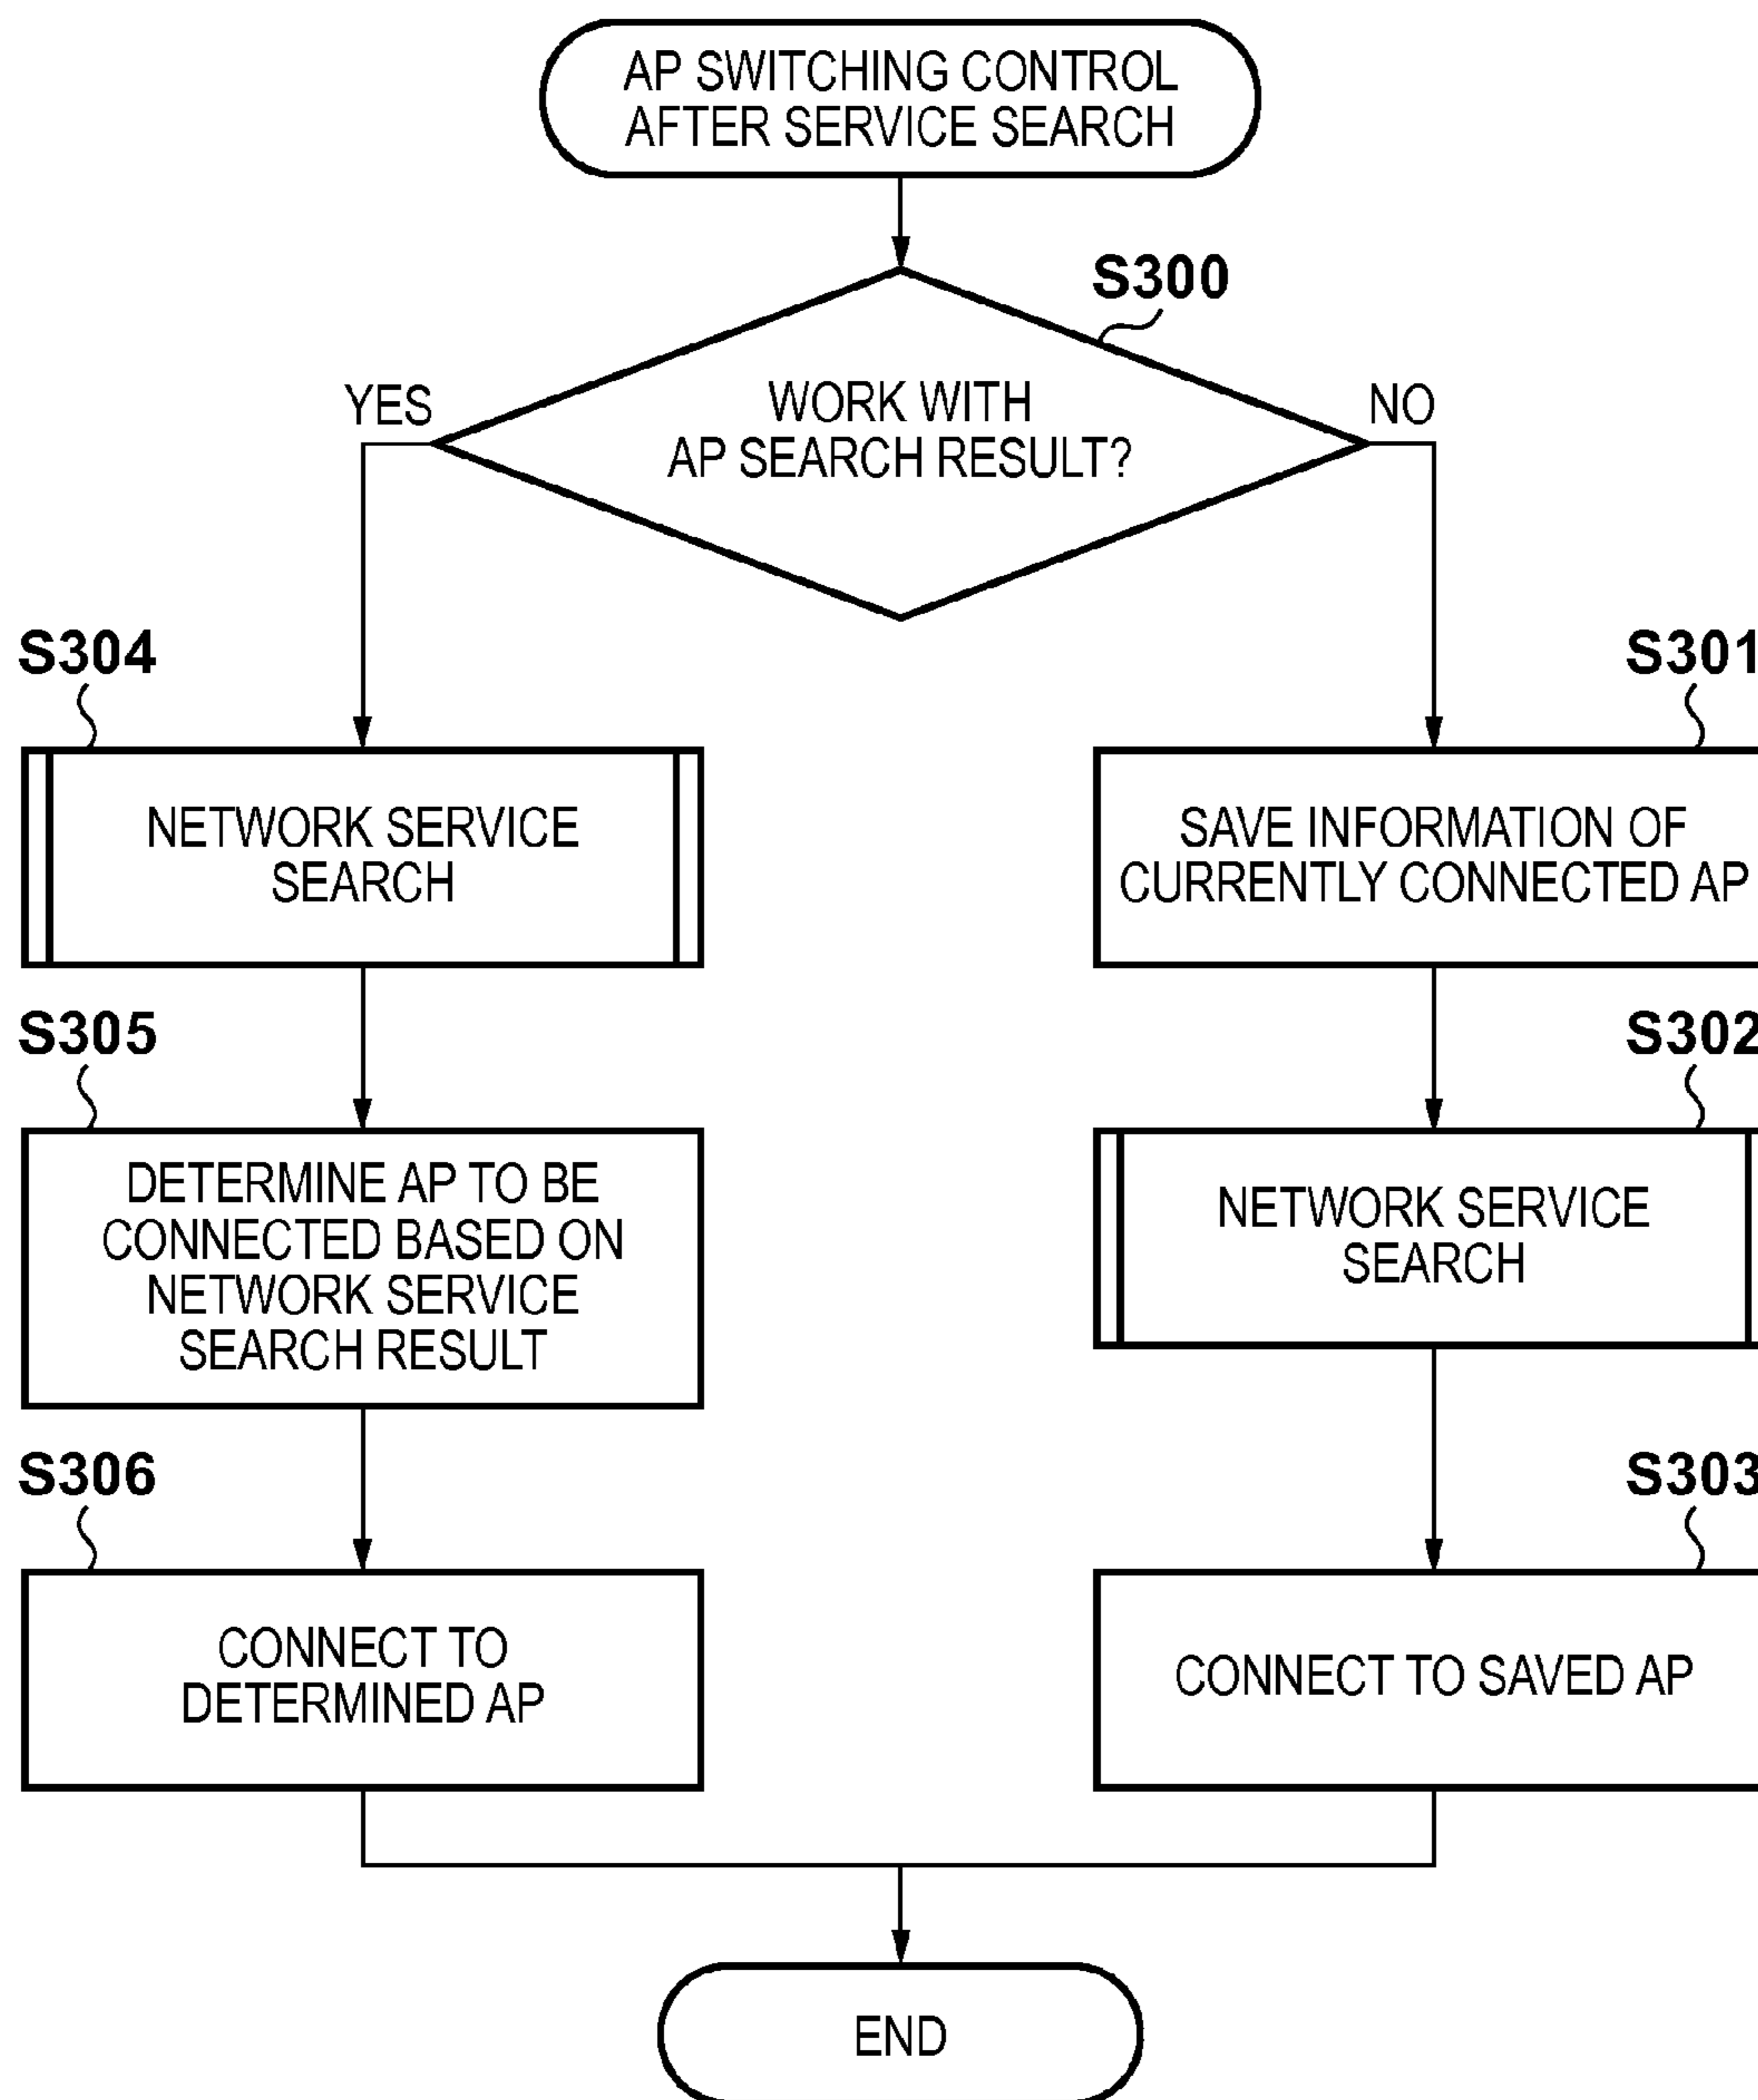 AP SWITCHING CONTROL
AFTER SERVICE SEARCH
S300
WORK WITH
AP SEARCH RESULT?
YES
NO
S304
NETWORK SERVICE
SEARCH
S305
DETERMINE AP TO BE
CONNECTED BASED ON
NETWORK SERVICE
SEARCH RESULT
S306
CONNECT TO
DETERMINED AP
S301
SAVE INFORMATION OF
CURRENTLY CONNECTED AP
S302
NETWORK SERVICE
SEARCH
S303
CONNECT TO SAVED AP
END